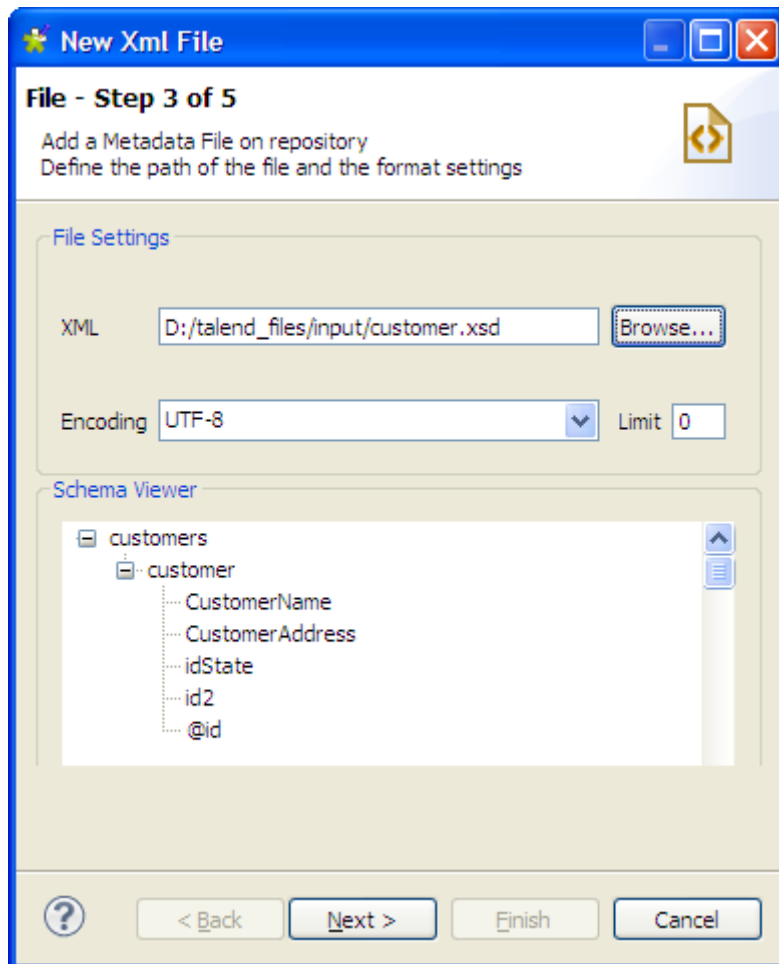 New Xml File
File - Step 3 of 5
Add a Metadata File on repository
Define the path of the file and the format settings
File Settings
XML D:/talend_files/input/customer.xsd Browse...
Encoding UTF-8 Limit 0
Schema Viewer
customers
customer
CustomerName
CustomerAddress
idState
id2
@id
? < Back Next > Finish Cancel